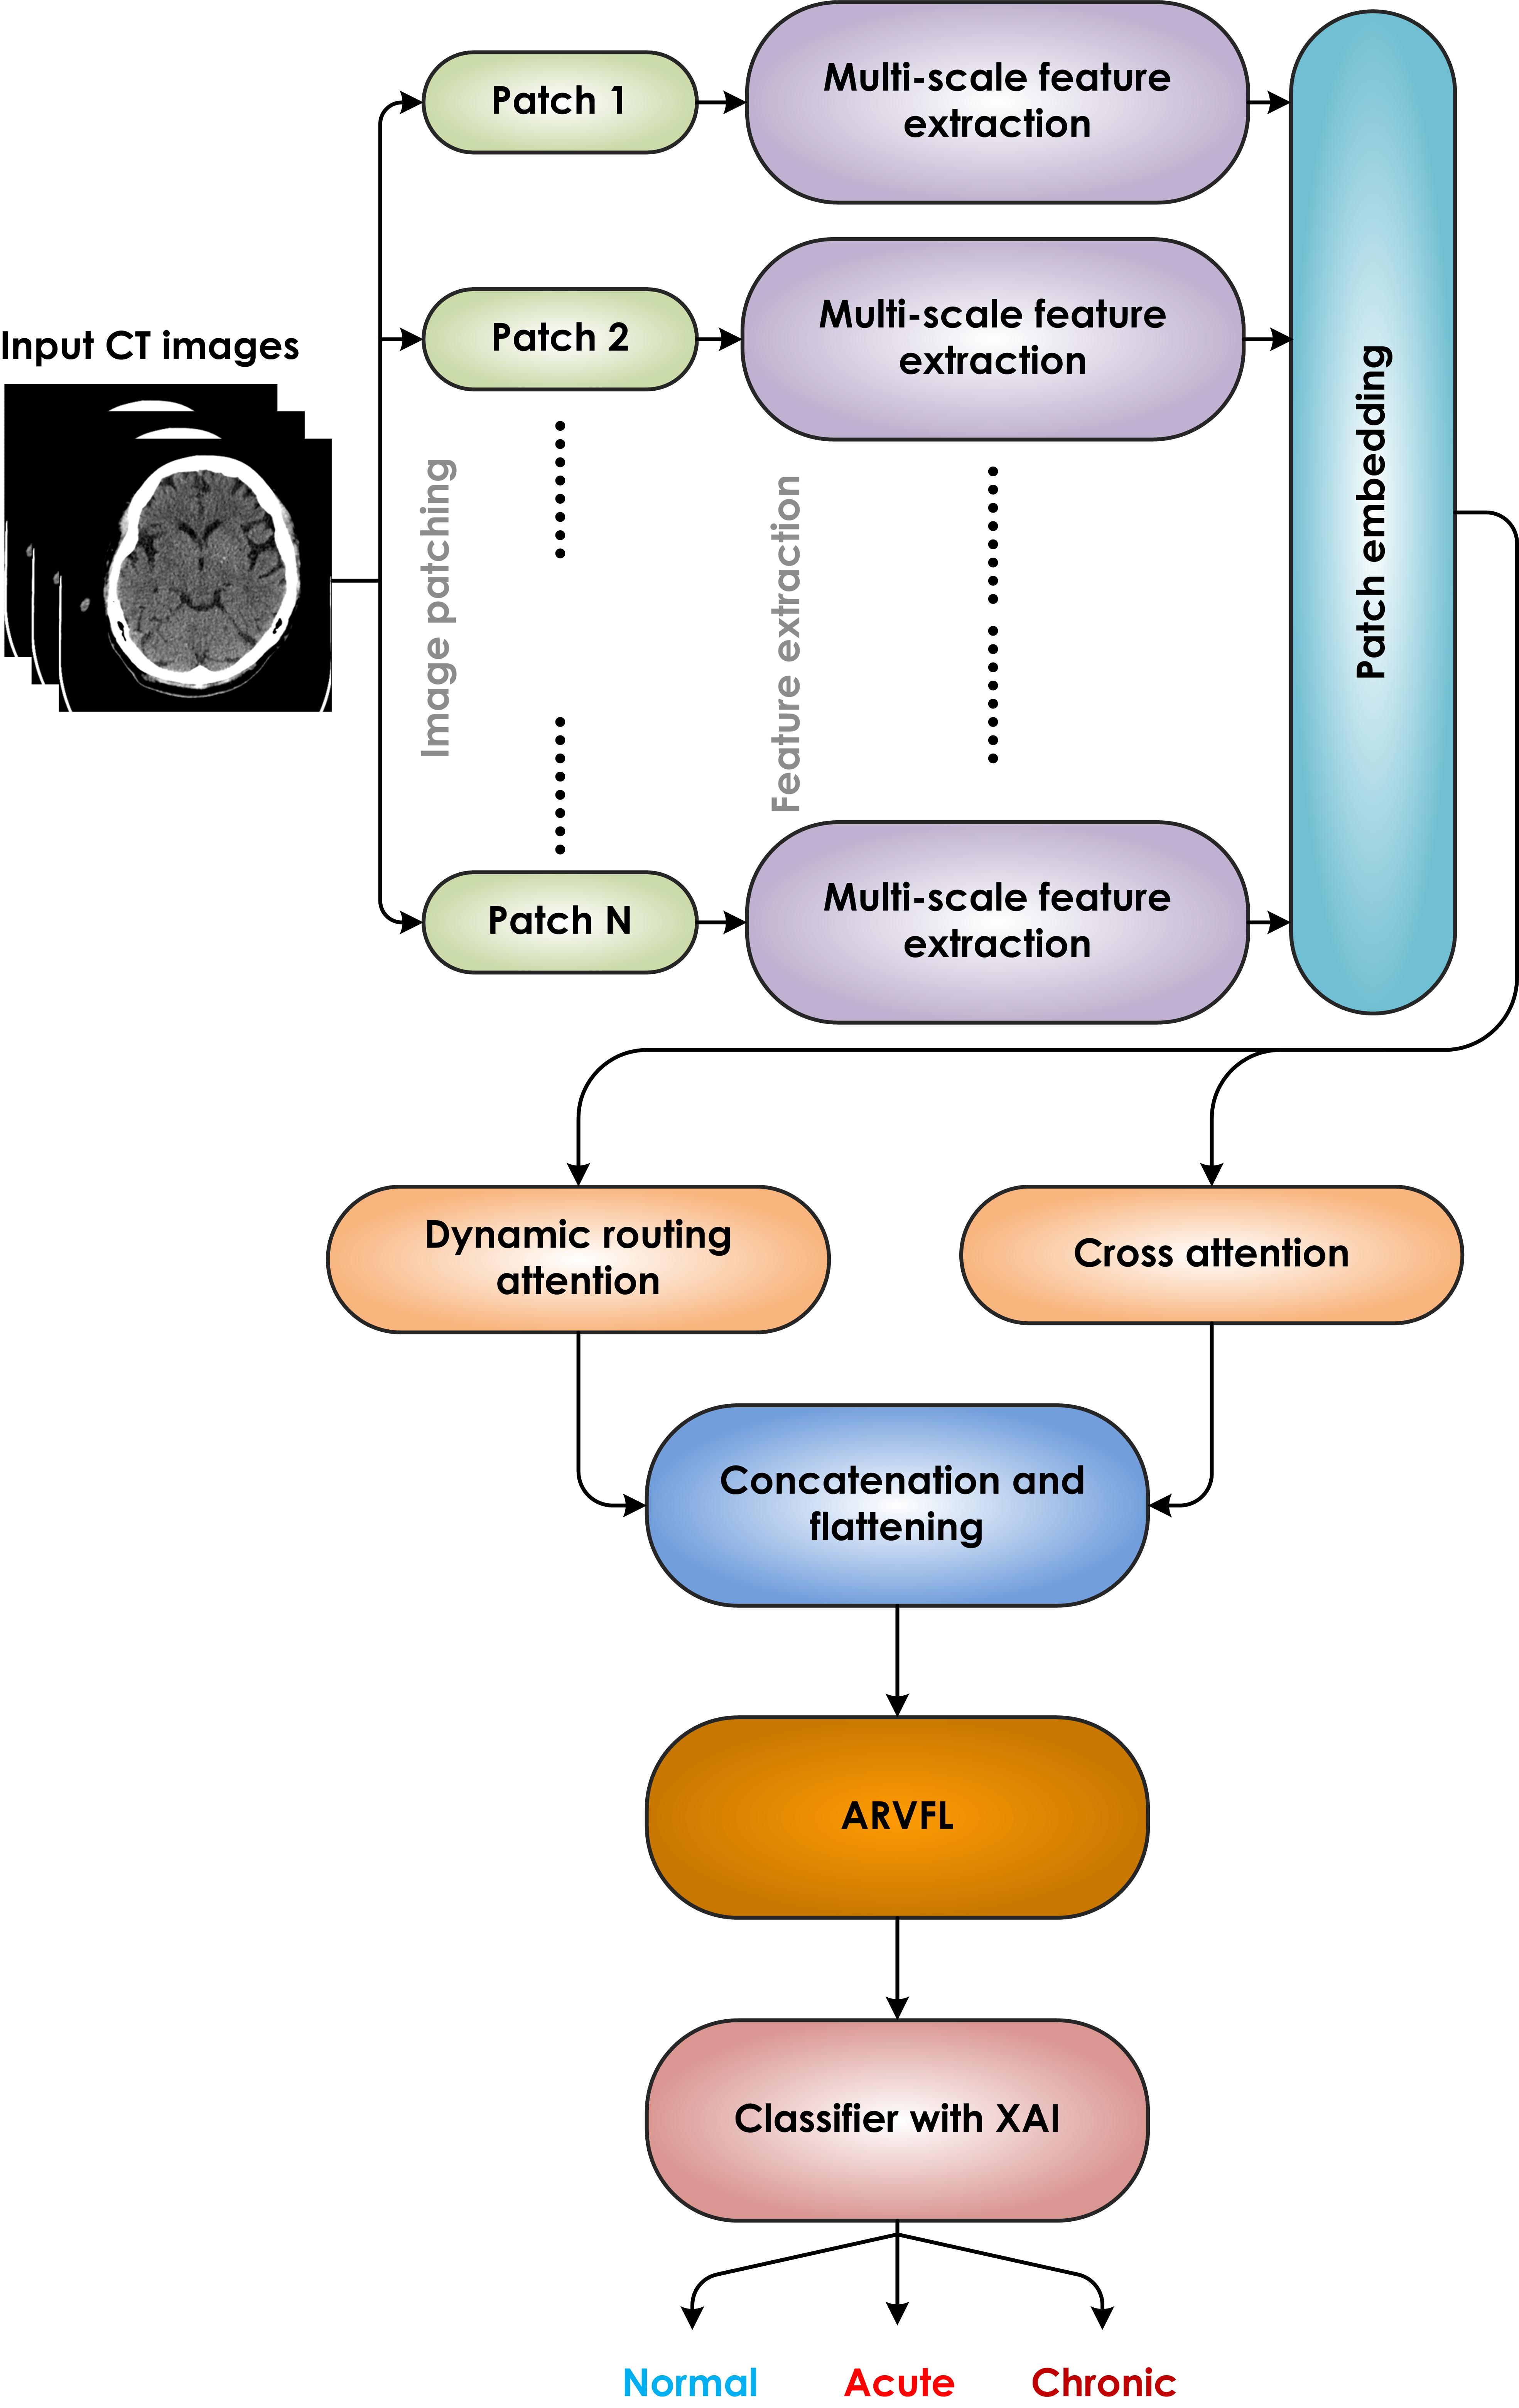 Patch 1
Multi-scale feature
extraction
Input CT images
Patch 2
Multi-scale feature
extraction
Image patching
Feature extraction
Patch embedding
Patch N
Multi-scale feature
extraction
Dynamic routing
attention
Cross attention
Concatenation and
flattening
ARVFL
Classifier with XAI
Normal
Acute
Chronic